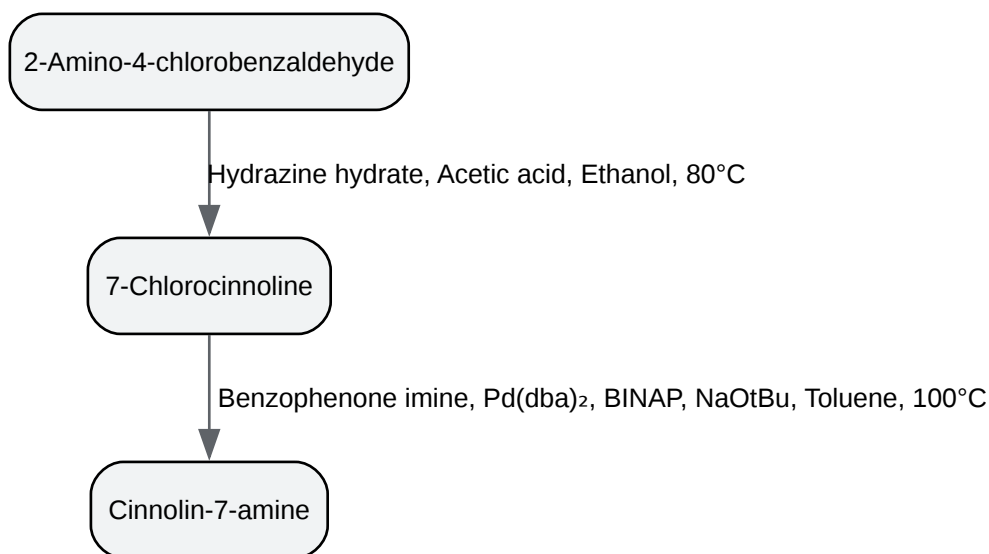 2-Amino-4-chlorobenzaldehyde
Hydrazine hydrate, Acetic acid, Ethanol, 80°C
7-Chlorocinnoline
Benzophenone imine, Pd(dba)₂, BINAP, NaOtBu, Toluene, 100°C
Cinnolin-7-amine